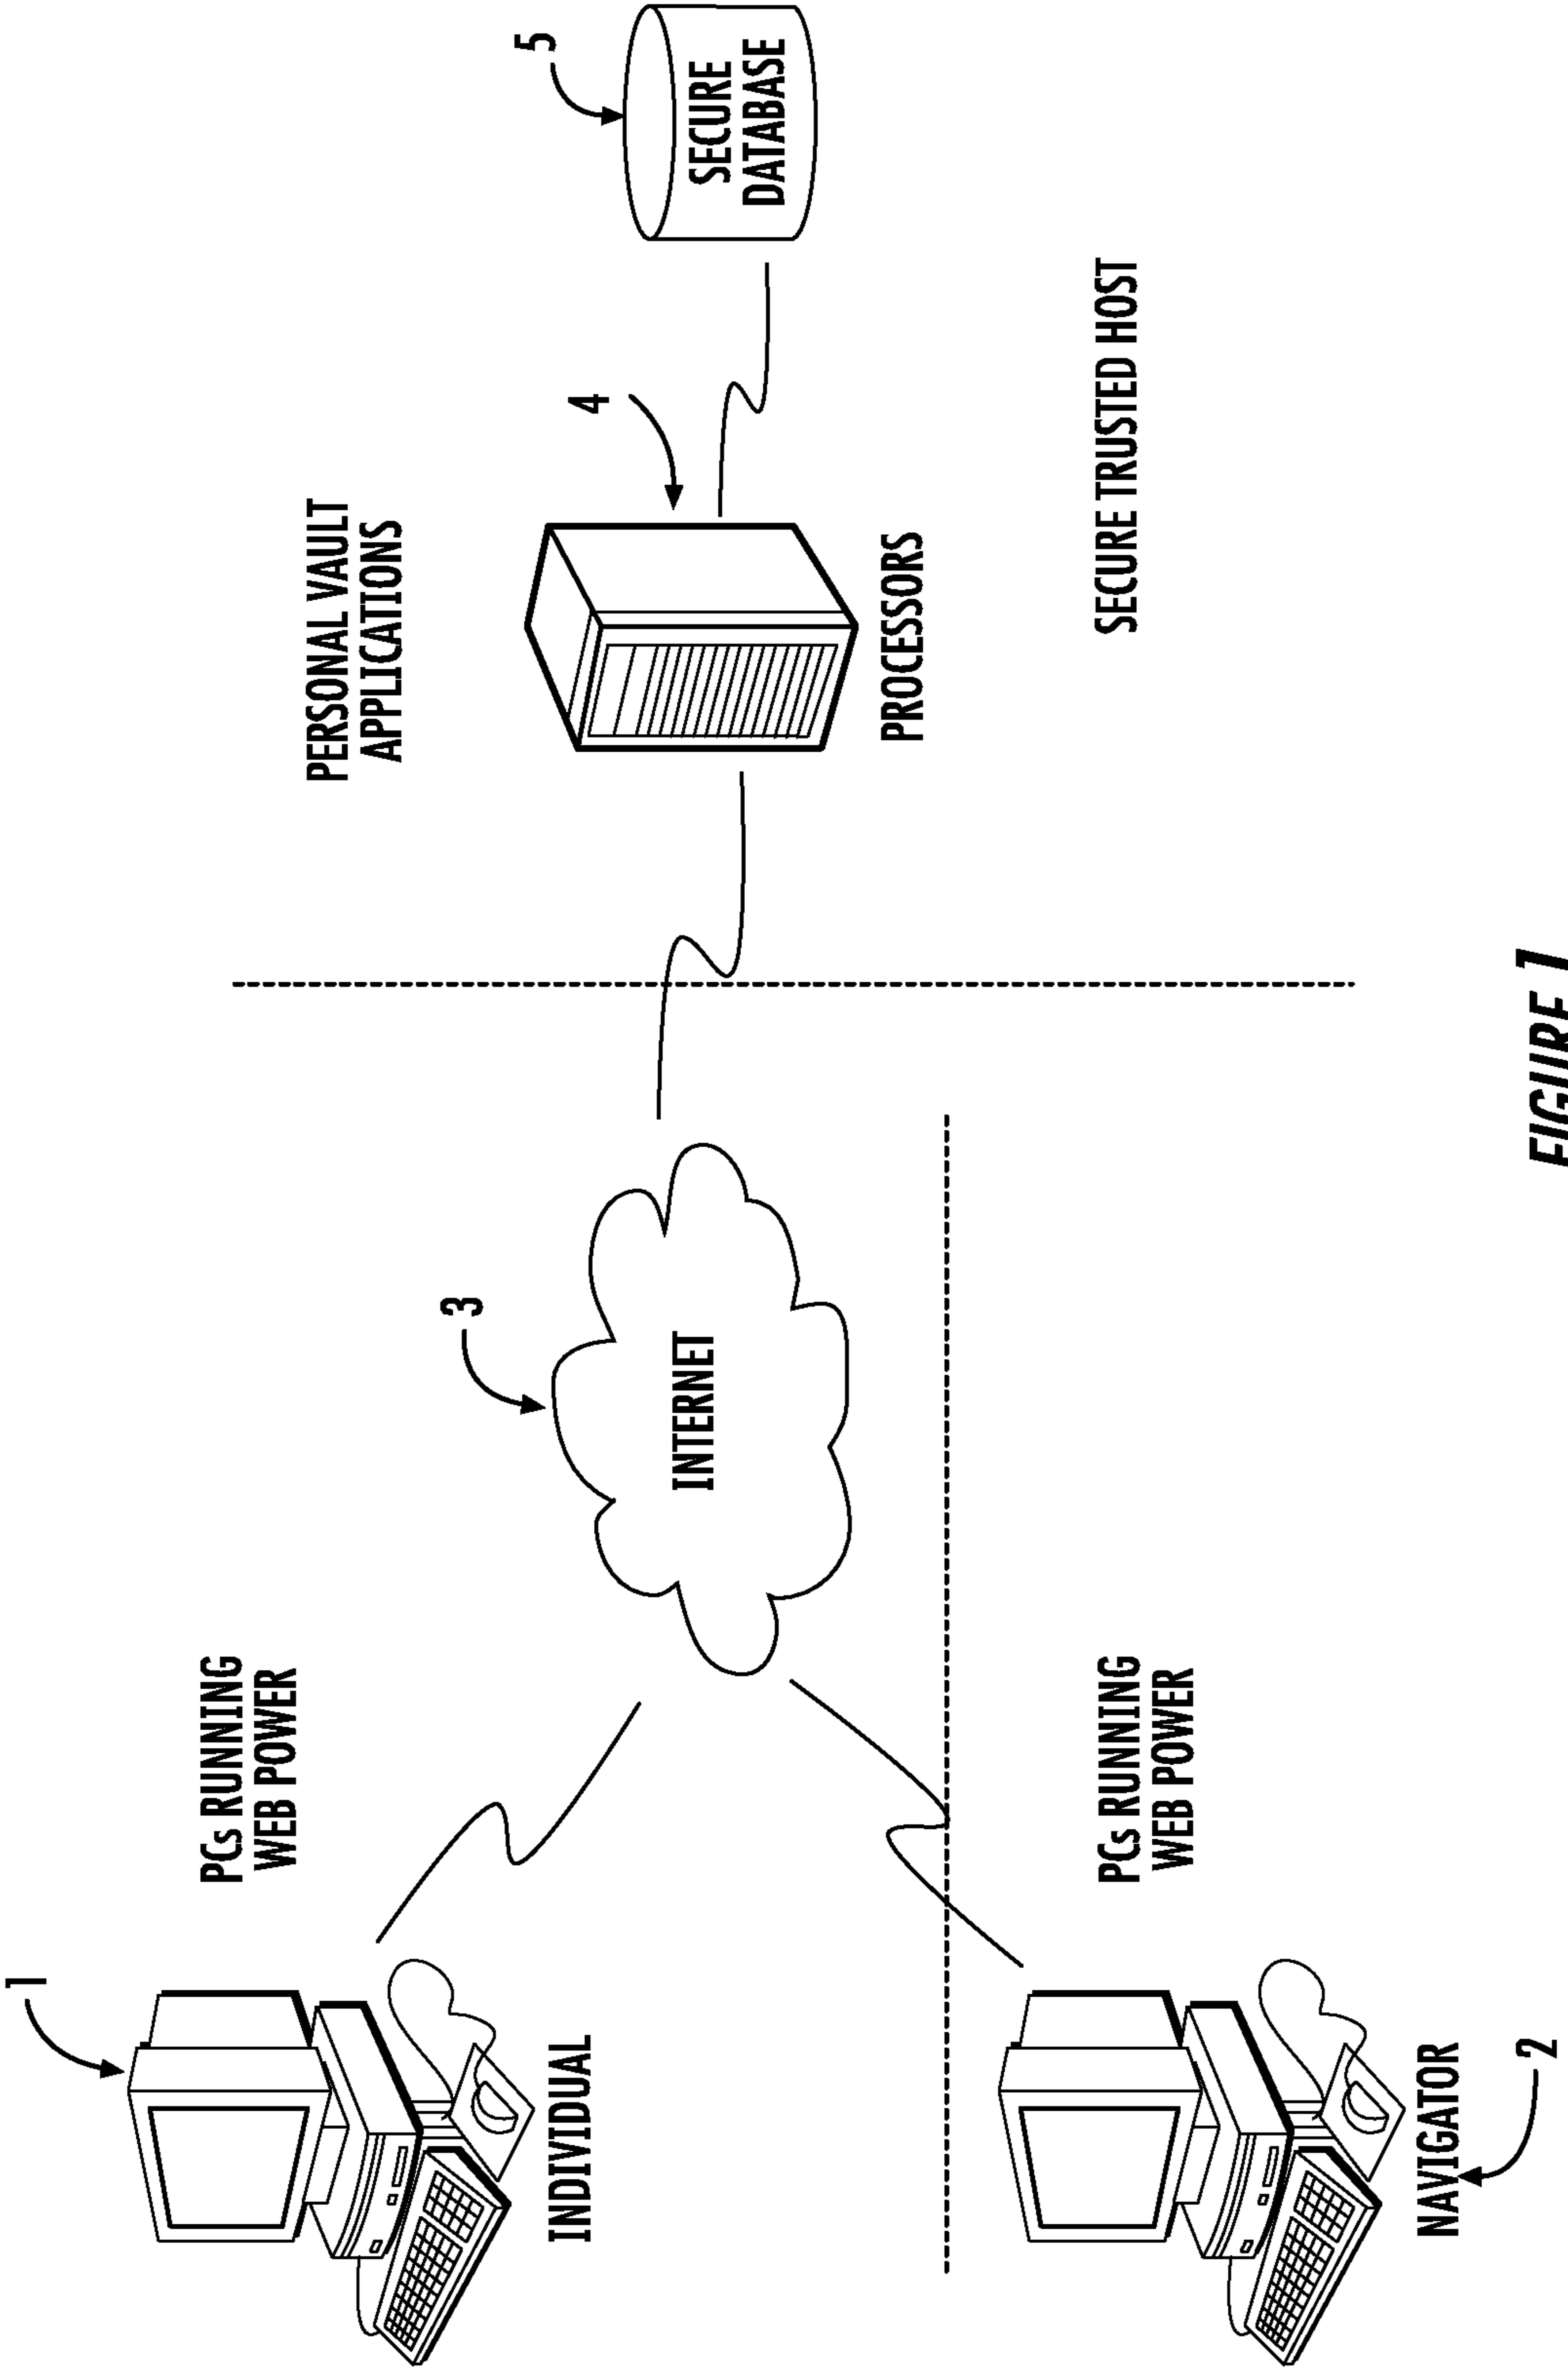 1
PCs RUNNING
WEB POWER
INDIVIDUAL
3
INTERNET
PERSONAL VAULT
APPLICATIONS
4
PROCESSORS
5
SECURE
DATABASE
SECURE TRUSTED HOST
PCs RUNNING
WEB POWER
NAVIGATOR
2
FIGURE 1